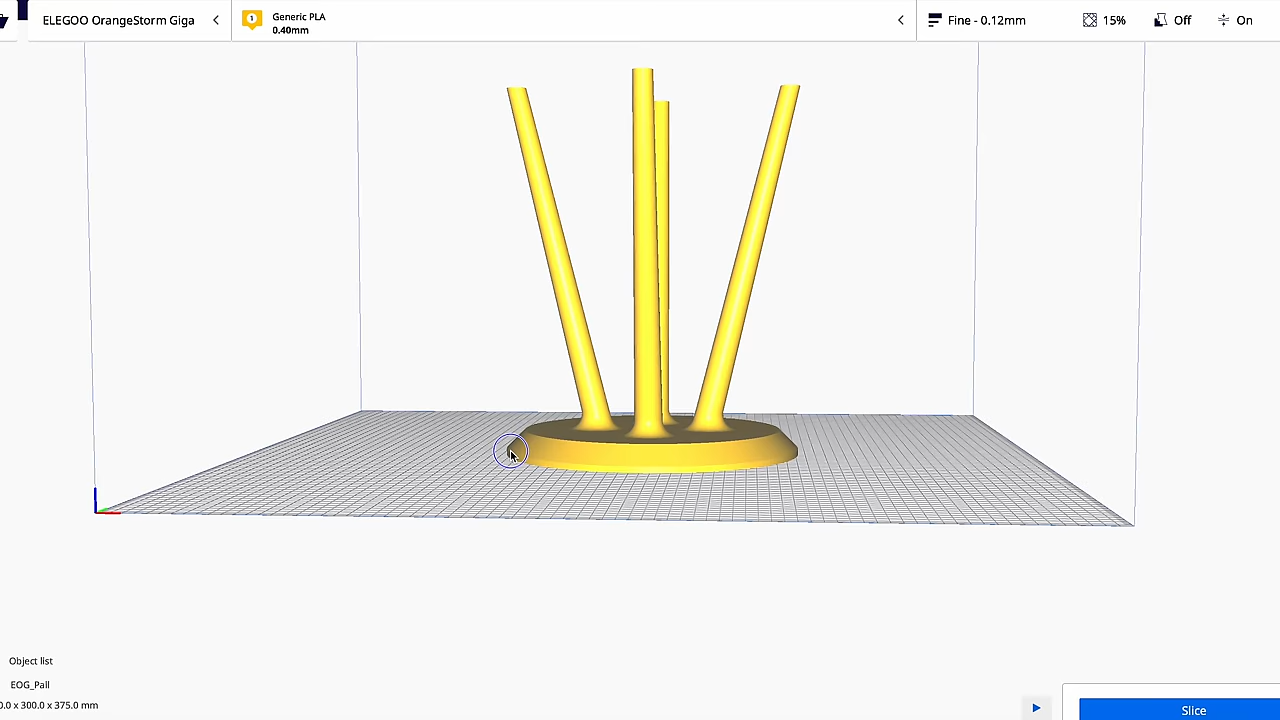 ELEGOO OrangeStorm Giga
1
Generic PLA
0.40mm
Fine - 0.12mm
15%
Off
On
Object list
EOG_Pall
0.0 x 300.0 x 375.0 mm
Slice